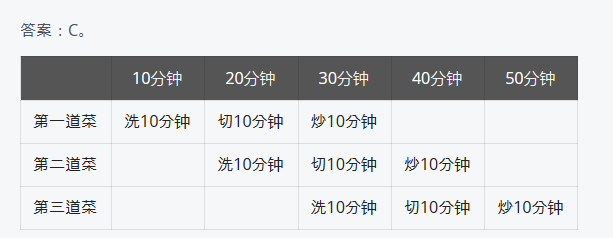 答案：C。
10分钟 20分钟 30分钟 40分钟 50分钟
第一道菜 洗10分钟 切10分钟 炒10分钟
第二道菜 洗10分钟 切10分钟 炒10分钟
第三道菜 洗10分钟 切10分钟 炒10分钟